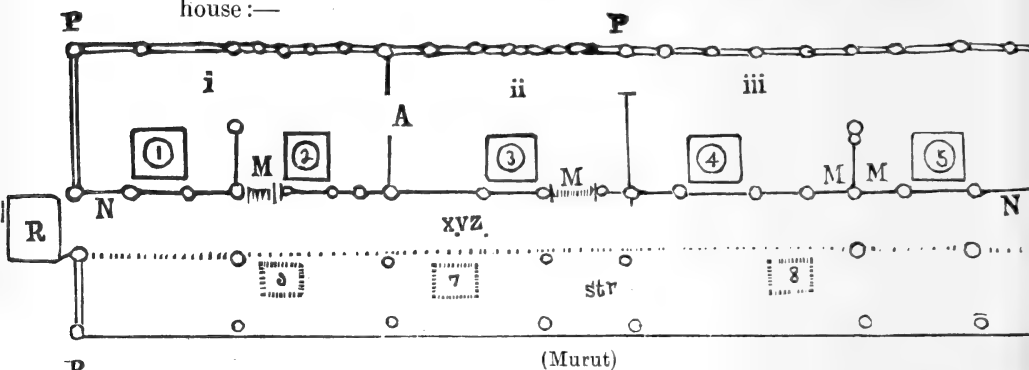 house :—
P P
i ii iii
A
① M ② ③ M ④ M M ⑤
N N
R xyz
6 7 str 8
(Murut)